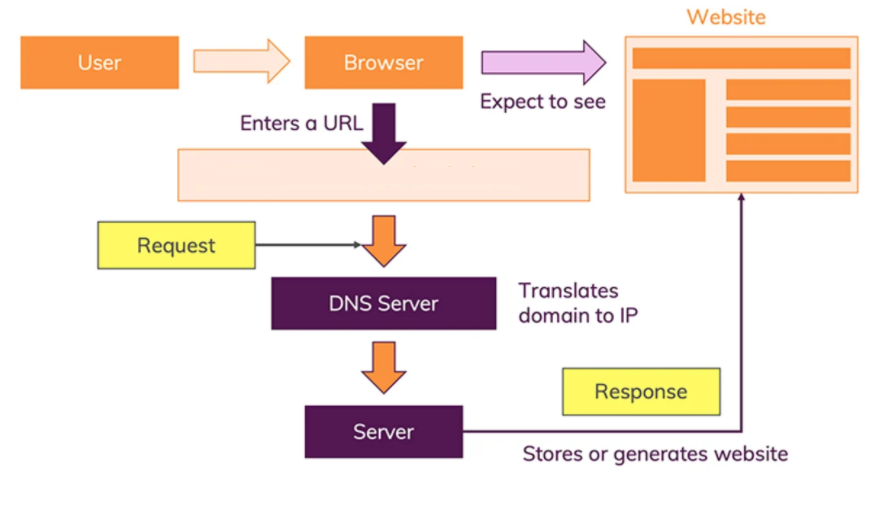 Website
User
Browser
Expect to see
Enters a URL
Request
DNS Server
Translates
domain to IP
Response
Server
Stores or generates website